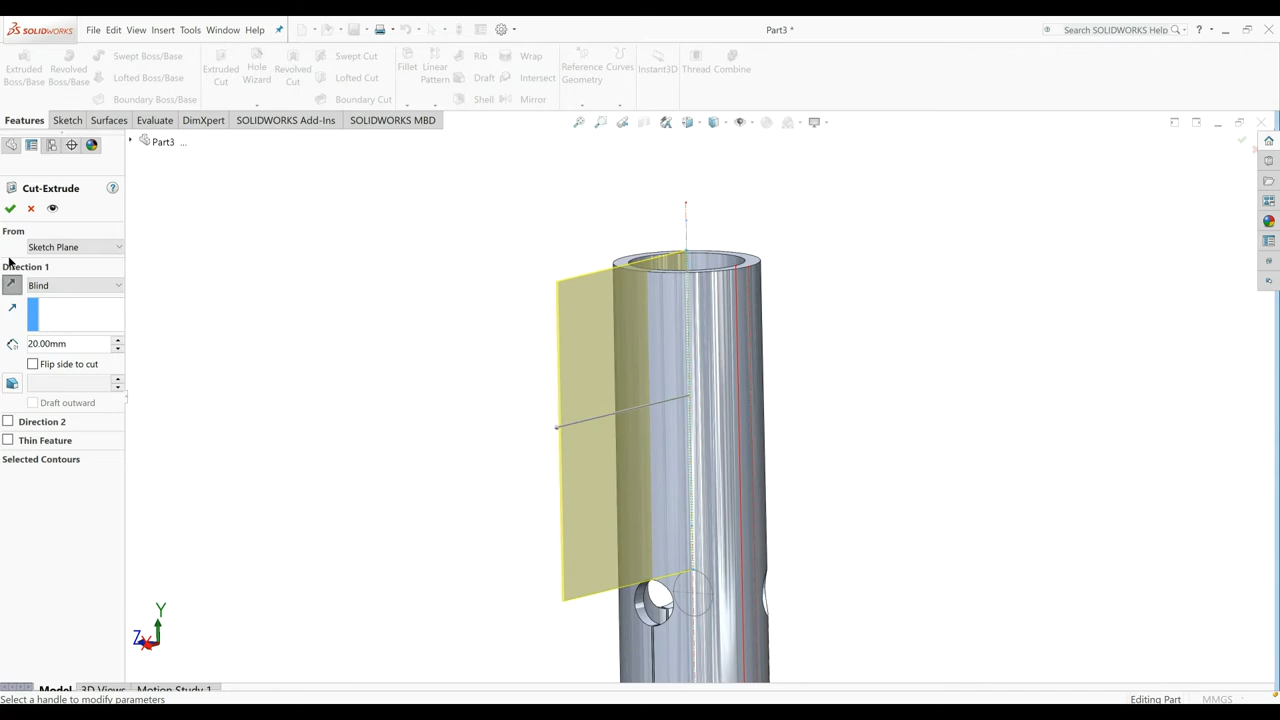 SOLIDWORKS File Edit View Insert Tools Window Help Part3 * Search SOLIDWORKS Help ?
Extruded Boss/Base
Revolved Boss/Base
Swept Boss/Base
Lofted Boss/Base
Boundary Boss/Base
Extruded Cut
Hole Wizard
Revolved Cut
Swept Cut
Lofted Cut
Boundary Cut
Fillet
Linear Pattern
Rib
Draft
Shell
Wrap
Intersect
Mirror
Reference Geometry
Curves
Instant3D
Thread
Combine
Features Sketch Surfaces Evaluate DimXpert SOLIDWORKS Add-Ins SOLIDWORKS MBD
Part3 ...
Cut-Extrude ?
From
Sketch Plane
Direction 1
Blind
20.00mm
Flip side to cut
Draft outward
Direction 2
Thin Feature
Selected Contours
Y
Z X
Model 3D Views Motion Study 1
Select a handle to modify parameters Editing Part MMGS